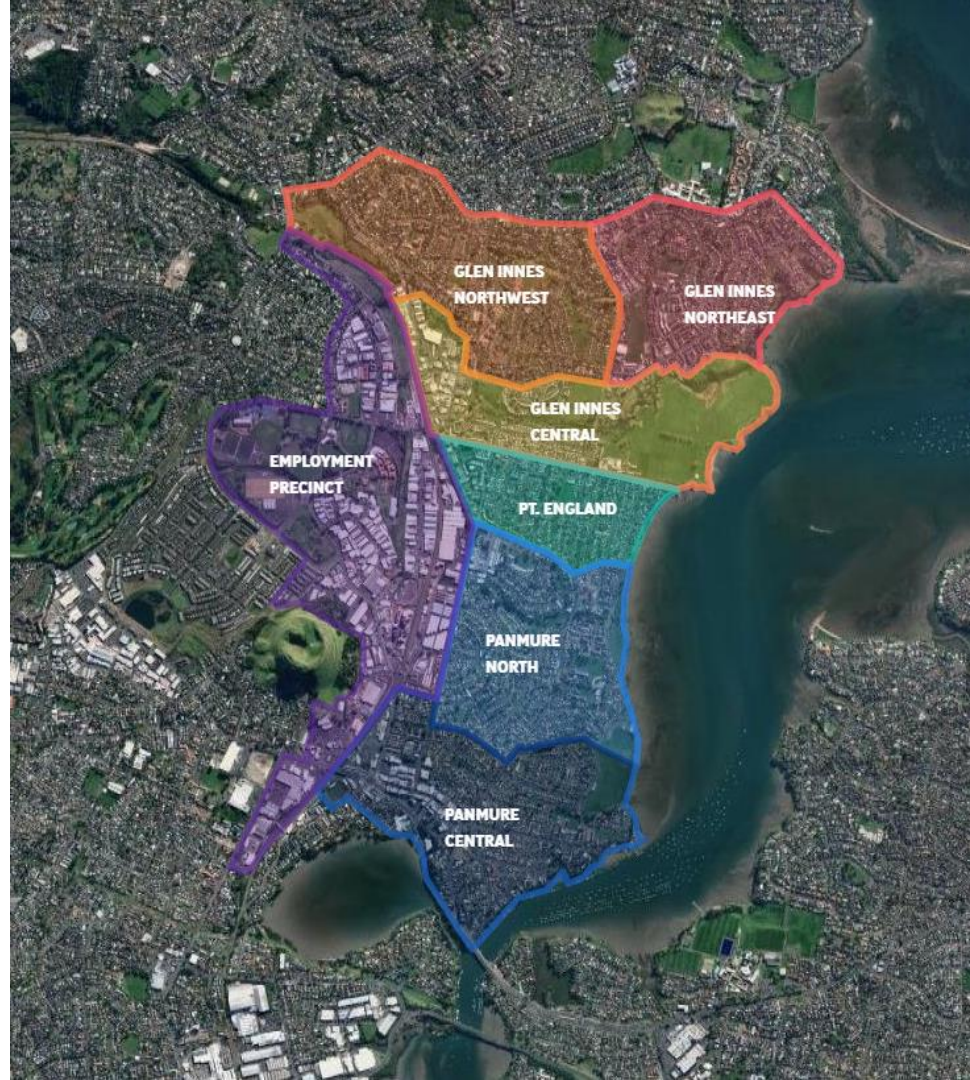 GLEN INNES
NORTHWEST
GLEN INNES
NORTHEAST
GLEN INNES
CENTRAL
EMPLOYMENT
PRECINCT
PT. ENGLAND
PANMURE
NORTH
PANMURE
CENTRAL